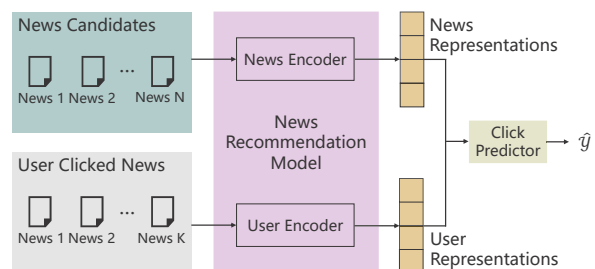 News Candidates
News 1 News 2 ... News N
User Clicked News
News 1 News 2 ... News K
News Encoder
News
Recommendation
Model
User Encoder
News
Representations
User
Representations
Click
Predictor
ŷ